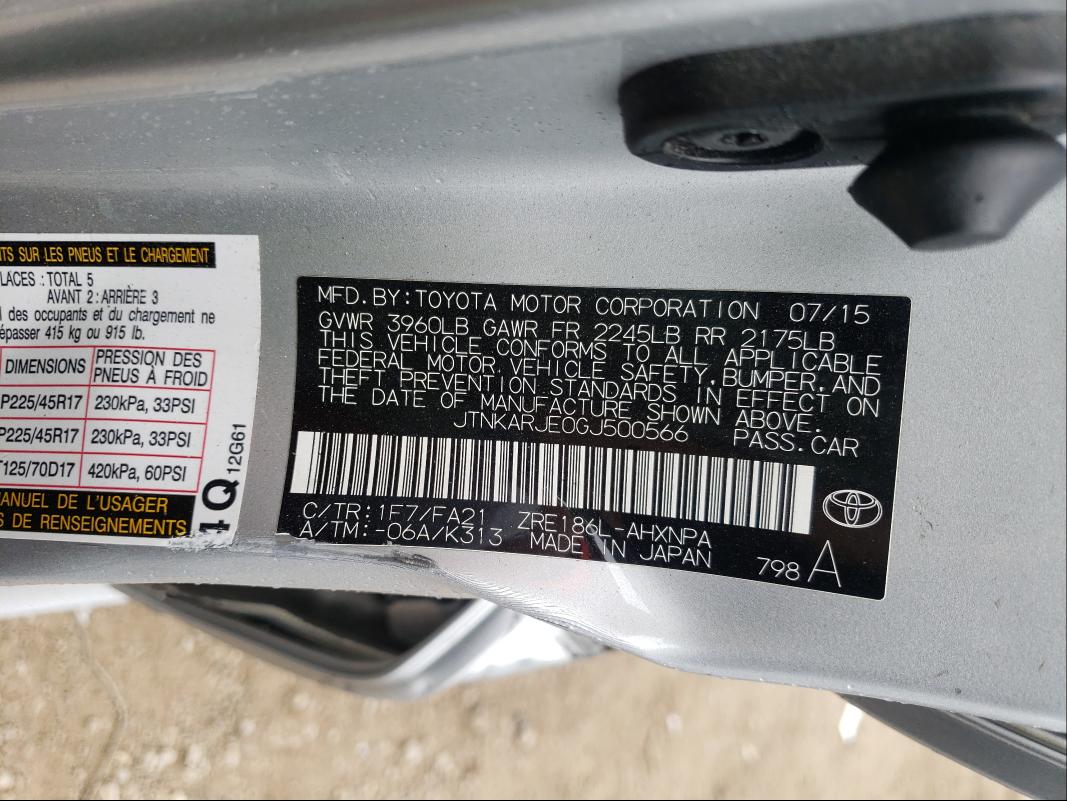 NTS SUR LES PNEUS ET LE CHARGEMENT
LACES : TOTAL 5
AVANT 2 : ARRIÈRE 3
des occupants et du chargement ne
épasser 415 kg ou 915 lb.
DIMENSIONS PRESSION DES PNEUS À FROID
P225/45R17 230kPa, 33PSI
P225/45R17 230kPa, 33PSI
T125/70D17 420kPa, 60PSI
MANUEL DE L'USAGER
S DE RENSEIGNEMENTS
1Q 12G61
MFD.BY:TOYOTA MOTOR CORPORATION 07/15
GVWR 3960LB GAWR FR 2245LB RR 2175LB
THIS VEHICLE CONFORMS TO ALL APPLICABLE
FEDERAL MOTOR VEHICLE SAFETY,BUMPER,AND
THEFT PREVENTION STANDARDS IN EFFECT ON
THE DATE OF MANUFACTURE SHOWN ABOVE.
JTNKARJE0GJ500566 PASS.CAR
C/TR:1F7/FA21 ZRE186L-AHXNPA
A/TM:-06A/K313 MADE IN JAPAN
798 A